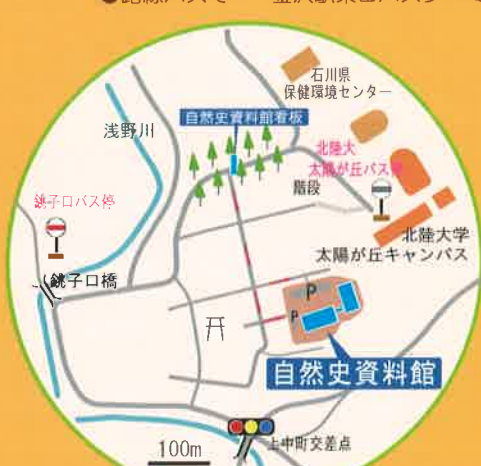 石川県
保健環境センター
浅野川
自然史資料館看板
北陸大
太陽が丘バス停
階段
銚子口バス停
北陸大学
太陽が丘キャンパス
銚子口橋
P
P
自然史資料館
上中町交差点
100m